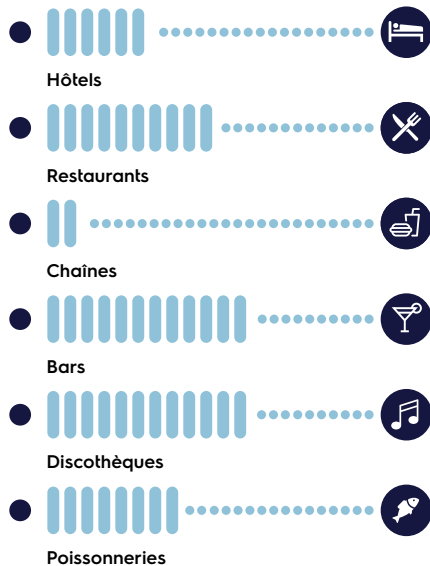 Hôtels
Restaurants
Chaînes
Bars
Discothèques
Poissonneries